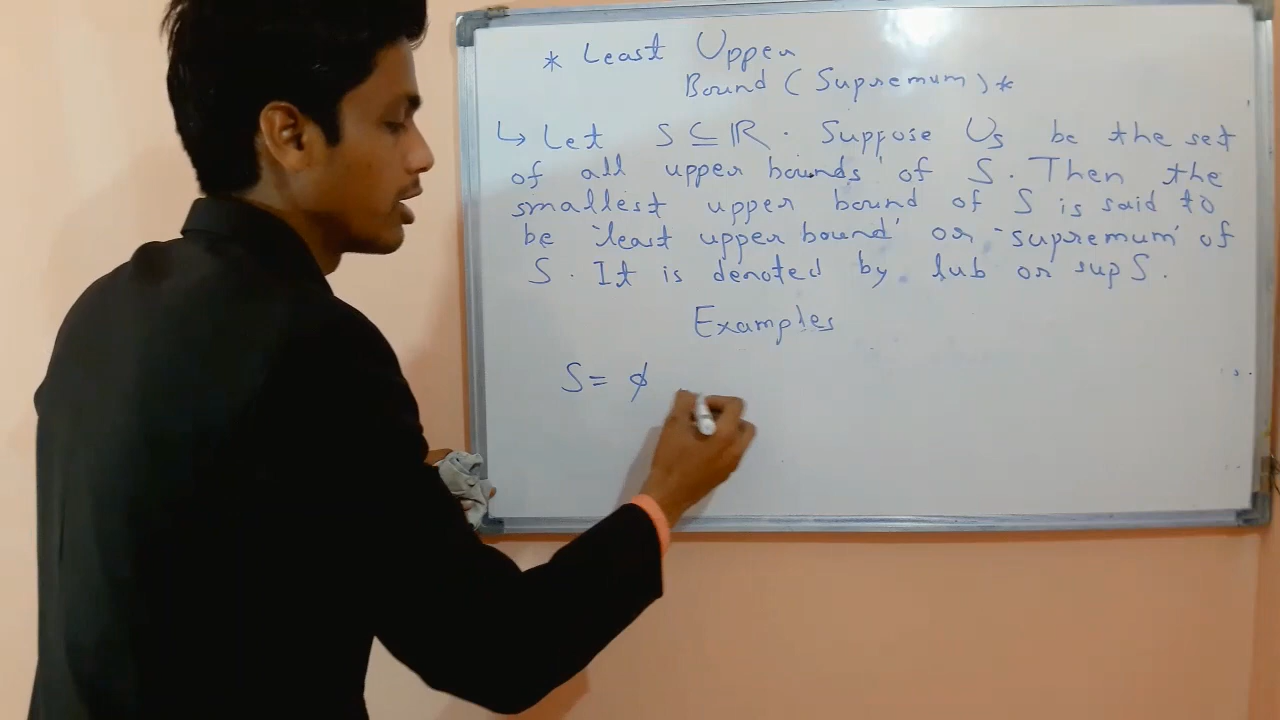 * Least Upper
Bound (Supremum) *
↳ Let S ⊆ ℝ. Suppose Us be the set
of all upper bounds of S. Then the
smallest upper bound of S is said to
be 'least upper bound' or 'supremum' of
S. It is denoted by lub or sup S.
Examples
S = ϕ